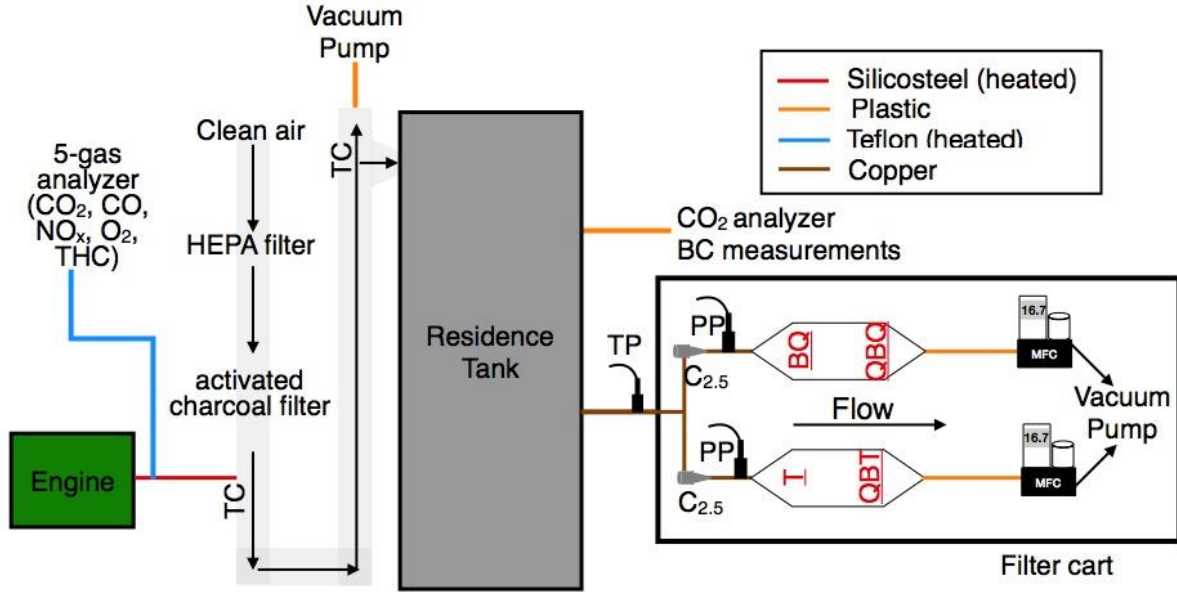 Vacuum
Pump
Silicosteel (heated)
Plastic
Teflon (heated)
Copper
Clean air
TC
5-gas
analyzer
(CO₂, CO,
NOₓ, O₂,
THC)
HEPA filter
CO₂ analyzer
BC measurements
Residence
Tank
activated
charcoal filter
Engine
TC
TP
PP
C₂.₅
BQ
QBQ
16.7
MFC
Flow
Vacuum
Pump
PP
C₂.₅
T
QBT
16.7
MFC
Filter cart